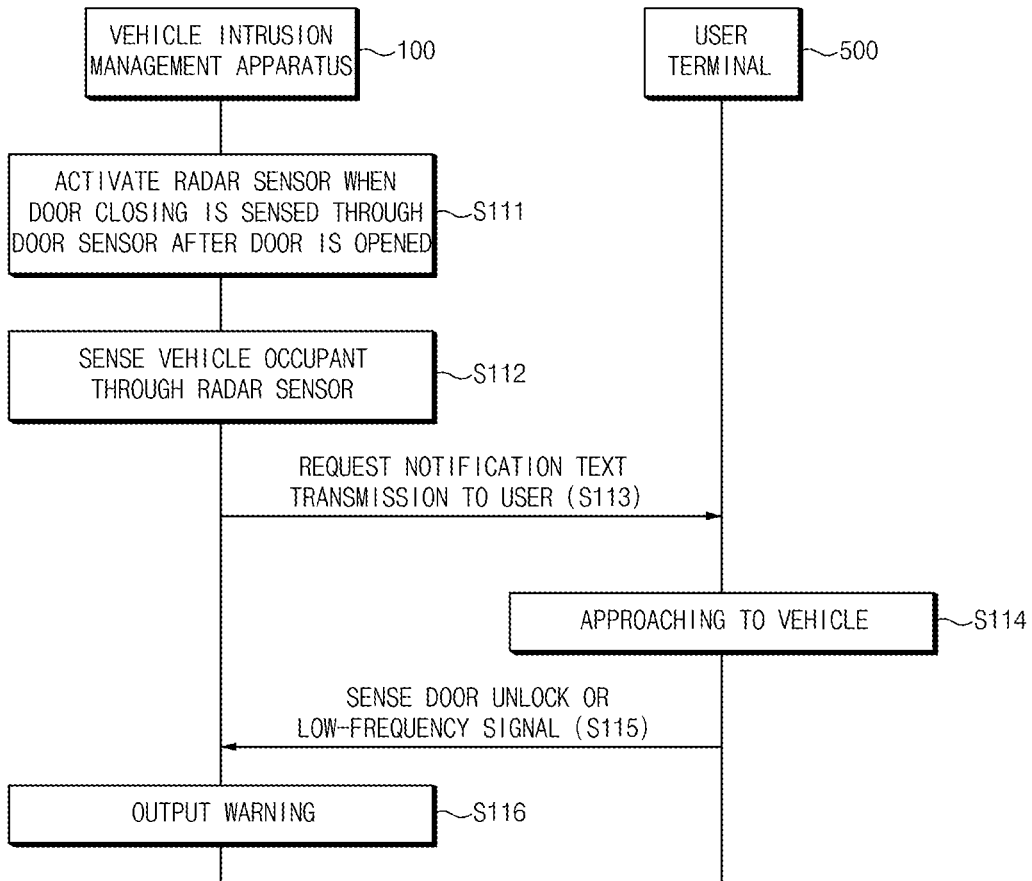 VEHICLE INTRUSION
MANAGEMENT APPARATUS
100
USER
TERMINAL
500
ACTIVATE RADAR SENSOR WHEN
DOOR CLOSING IS SENSED THROUGH
DOOR SENSOR AFTER DOOR IS OPENED
S111
SENSE VEHICLE OCCUPANT
THROUGH RADAR SENSOR
S112
REQUEST NOTIFICATION TEXT
TRANSMISSION TO USER (S113)
APPROACHING TO VEHICLE
S114
SENSE DOOR UNLOCK OR
LOW-FREQUENCY SIGNAL (S115)
OUTPUT WARNING
S116